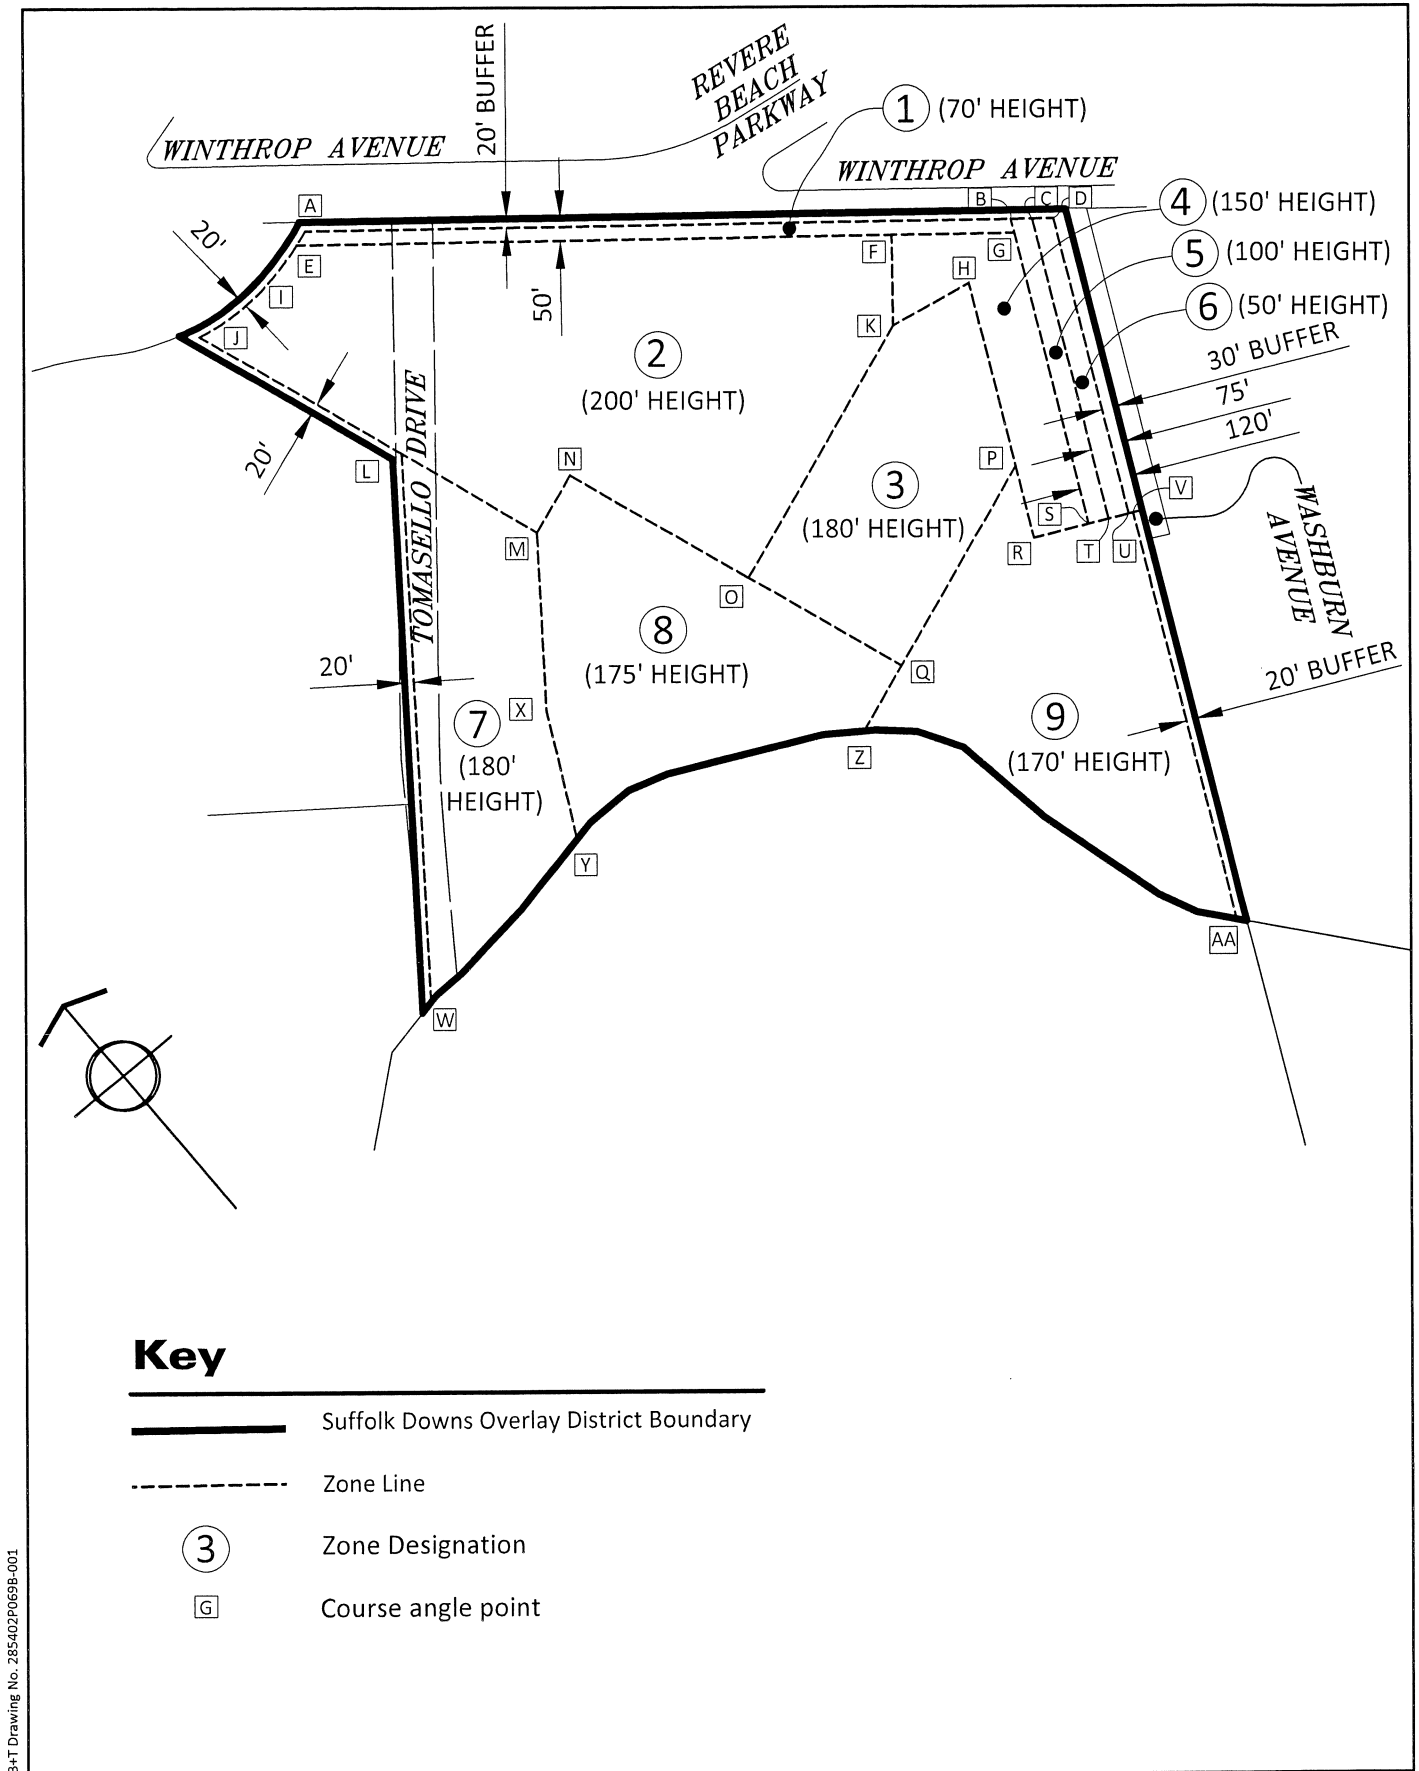 20' BUFFER
REVERE
BEACH
PARKWAY
1 (70' HEIGHT)
WINTHROP AVENUE
WINTHROP AVENUE
A
B
C
D
4 (150' HEIGHT)
20'
E
F
G
5 (100' HEIGHT)
H
I
50'
6 (50' HEIGHT)
J
K
30' BUFFER
2
(200' HEIGHT)
75'
120'
20'
L
TOMASELLO DRIVE
N
P
3
(180' HEIGHT)
V
S
M
R
T
U
WASHBURN
AVENUE
O
8
(175' HEIGHT)
20'
Q
20' BUFFER
X
7
(180'
HEIGHT)
9
(170' HEIGHT)
Z
Y
AA
W
Key
Suffolk Downs Overlay District Boundary
Zone Line
3 Zone Designation
G Course angle point
B+T Drawing No. 285402P069B-001